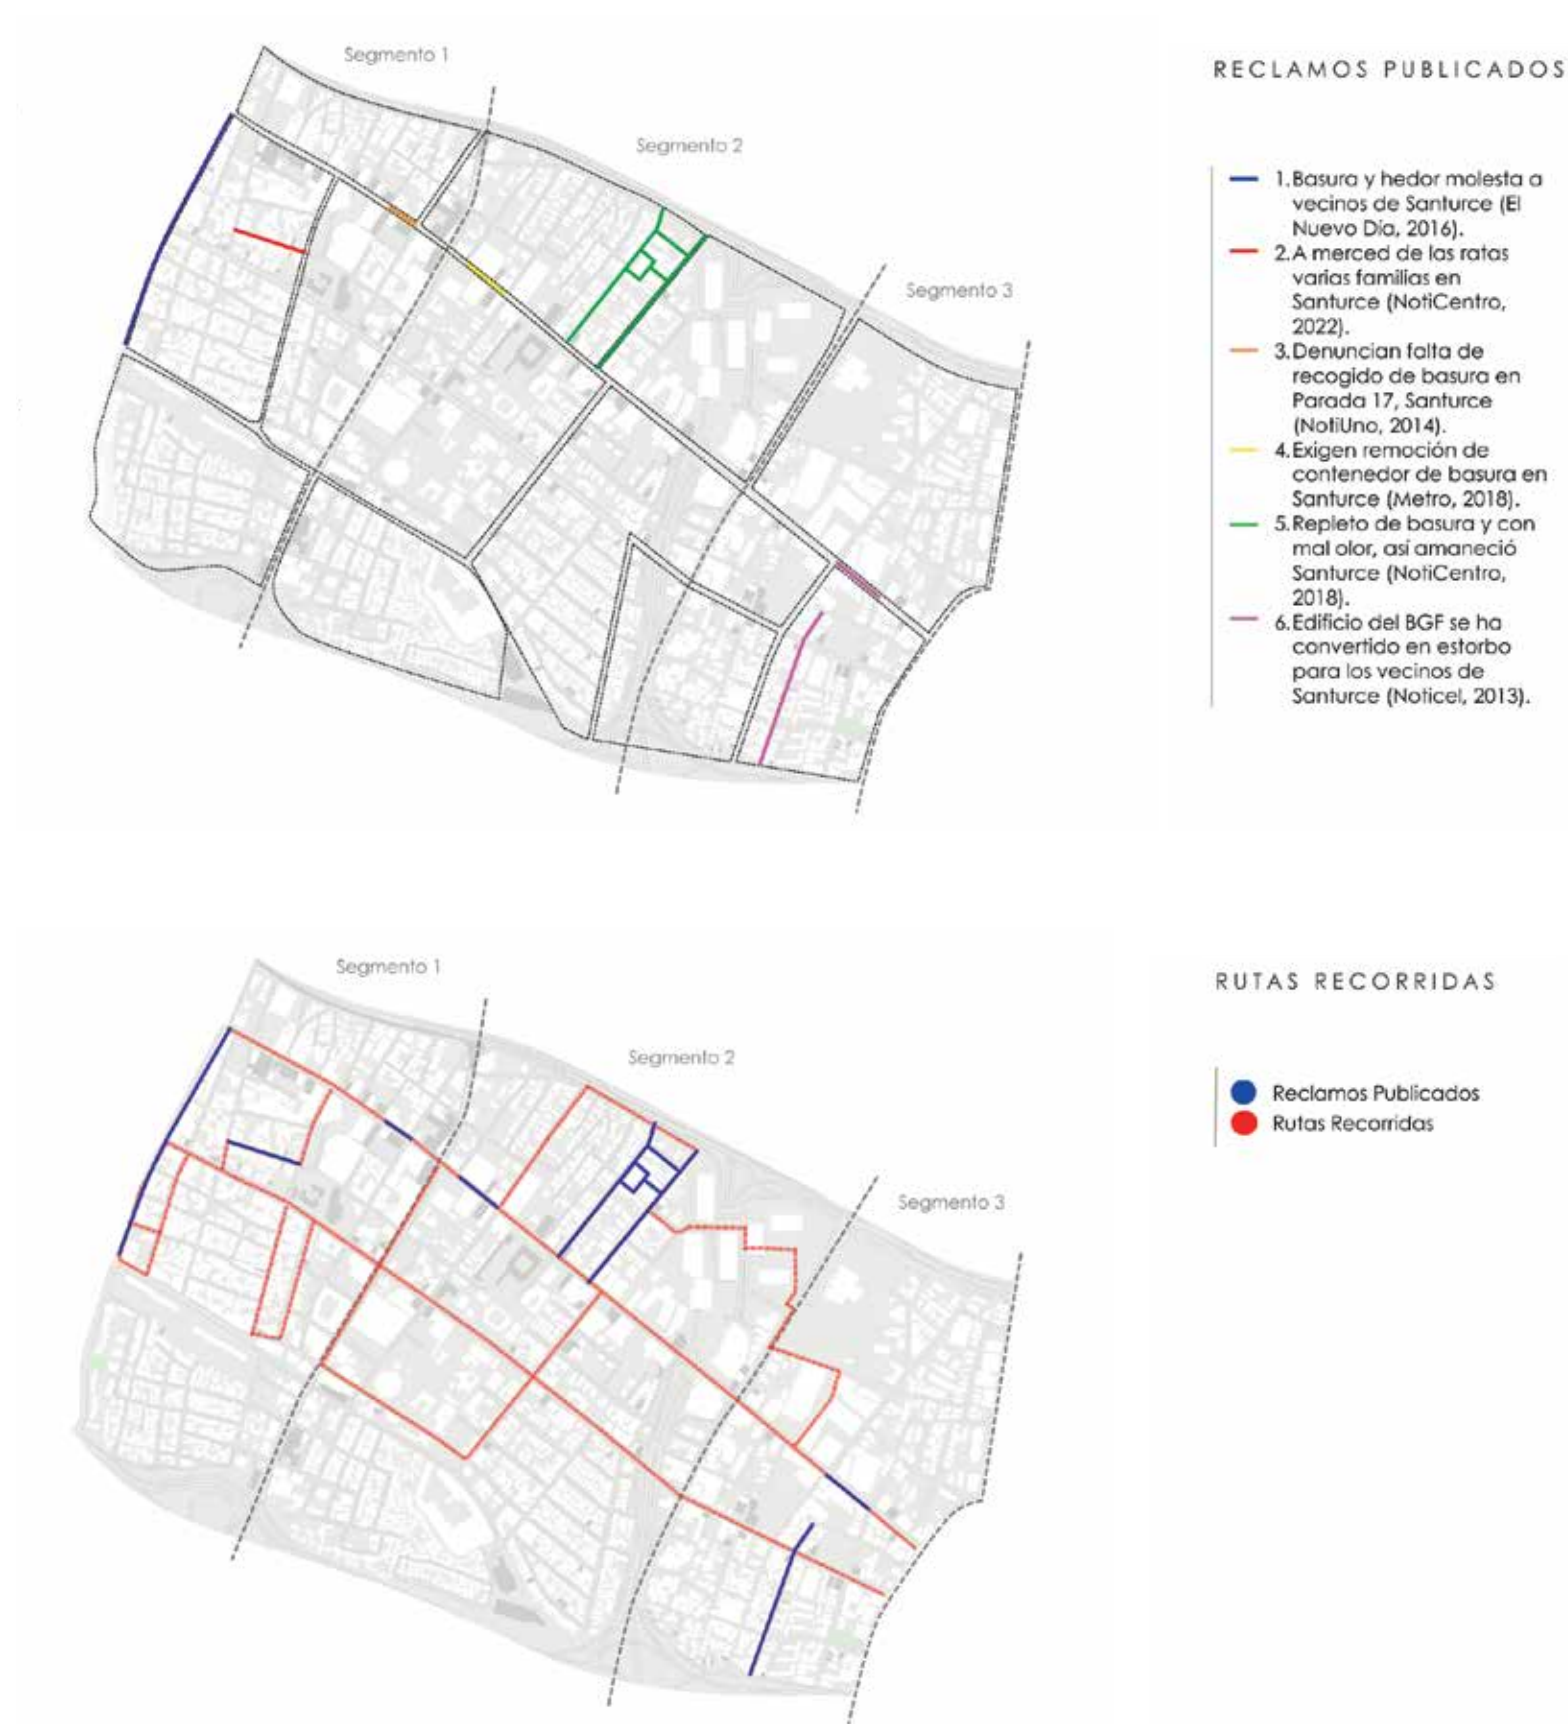 Segmento 1
Segmento 2
Segmento 3
RECLAMOS PUBLICADOS
1.Basura y hedor molesta a
vecinos de Santurce (El
Nuevo Día, 2016).
2.A merced de las ratas
varias familias en
Santurce (NotiCentro,
2022).
3.Denuncian falta de
recogido de basura en
Parada 17, Santurce
(NotiUno, 2014).
4.Exigen remoción de
contenedor de basura en
Santurce (Metro, 2018).
5.Repleto de basura y con
mal olor, así amaneció
Santurce (NotiCentro,
2018).
6.Edificio del BGF se ha
convertido en estorbo
para los vecinos de
Santurce (Noticel, 2013).
Segmento 1
Segmento 2
Segmento 3
RUTAS RECORRIDAS
Reclamos Publicados
Rutas Recorridas